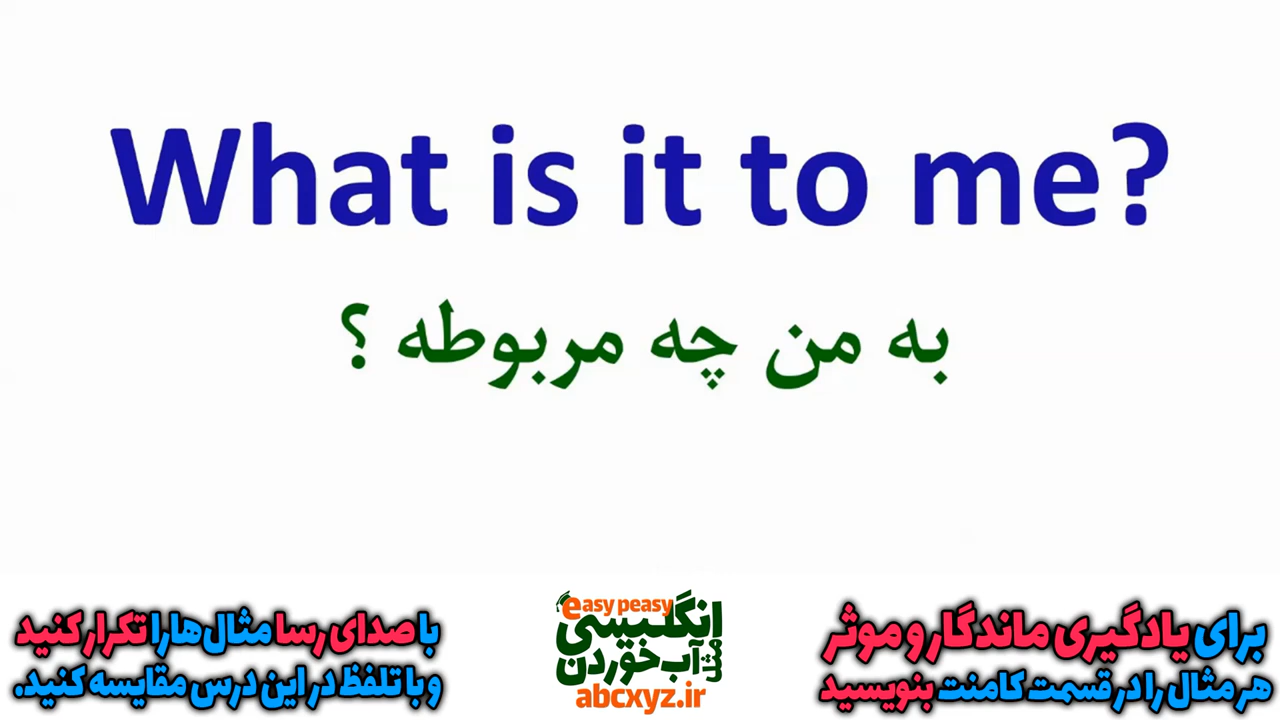 What is it to me?
به من چه مربوطه ؟
برای یادگیری ماندگار و موثر
هر مثال را در قسمت کامنت بنویسید
easy peasy
انگلیسی
مثل
آب خوردن
abcxyz.ir
با صدای رسا مثال‌ها را تکرار کنید
و با تلفظ در این درس مقایسه کنید.